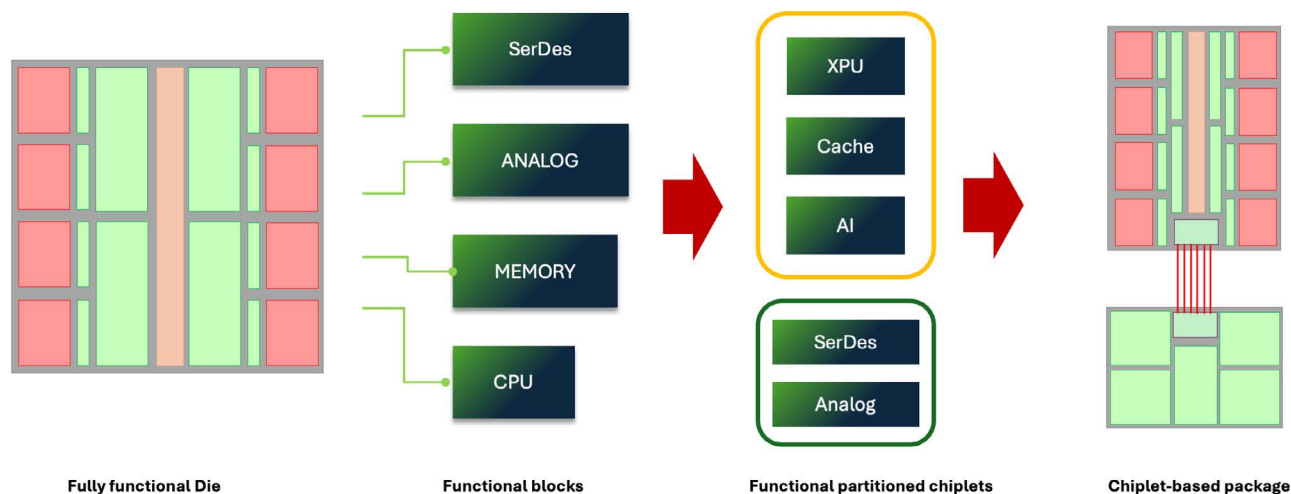 SerDes
ANALOG
MEMORY
CPU
XPU
Cache
AI
SerDes
Analog
Fully functional Die
Functional blocks
Functional partitioned chiplets
Chiplet-based package